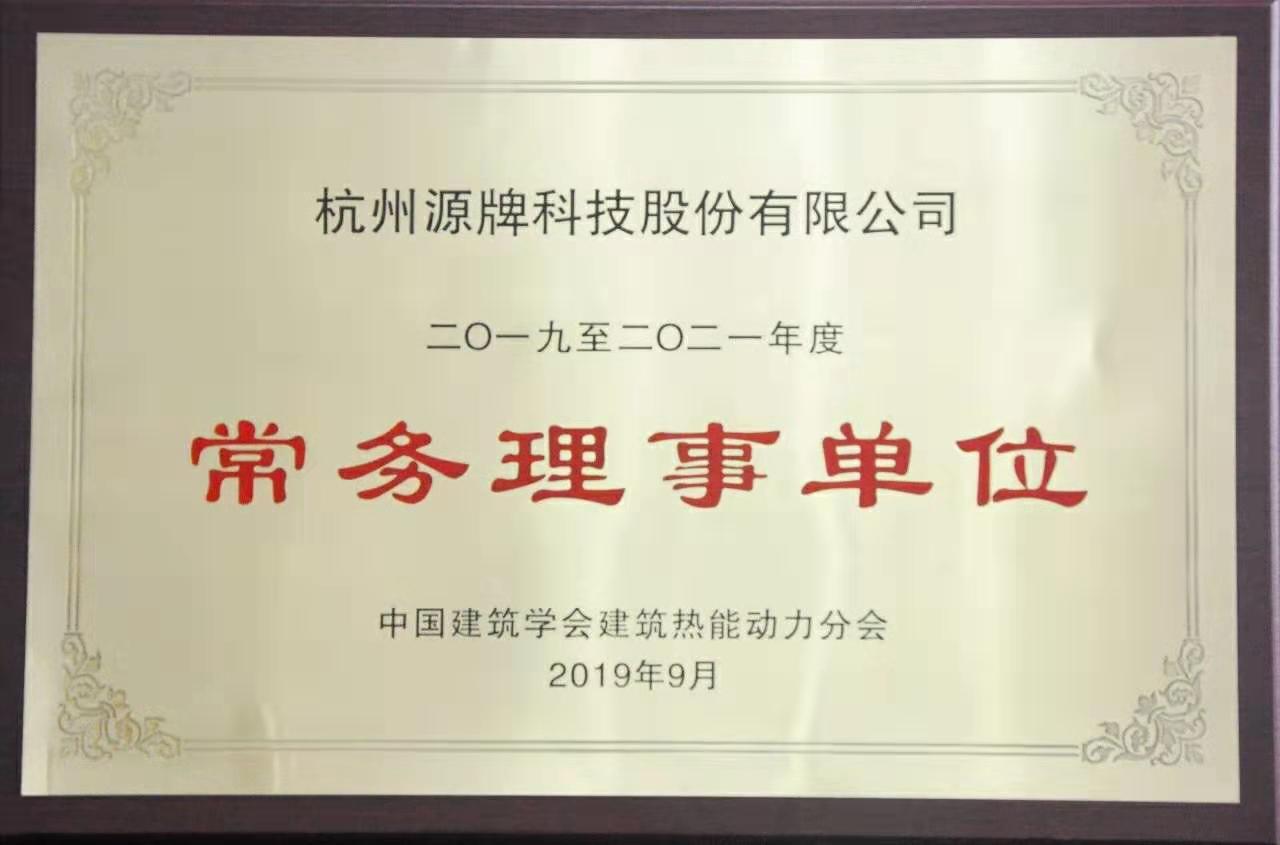 杭州源牌科技股份有限公司
二〇一九至二〇二一年度
常务理事单位
中国建筑学会建筑热能动力分会
2019年9月